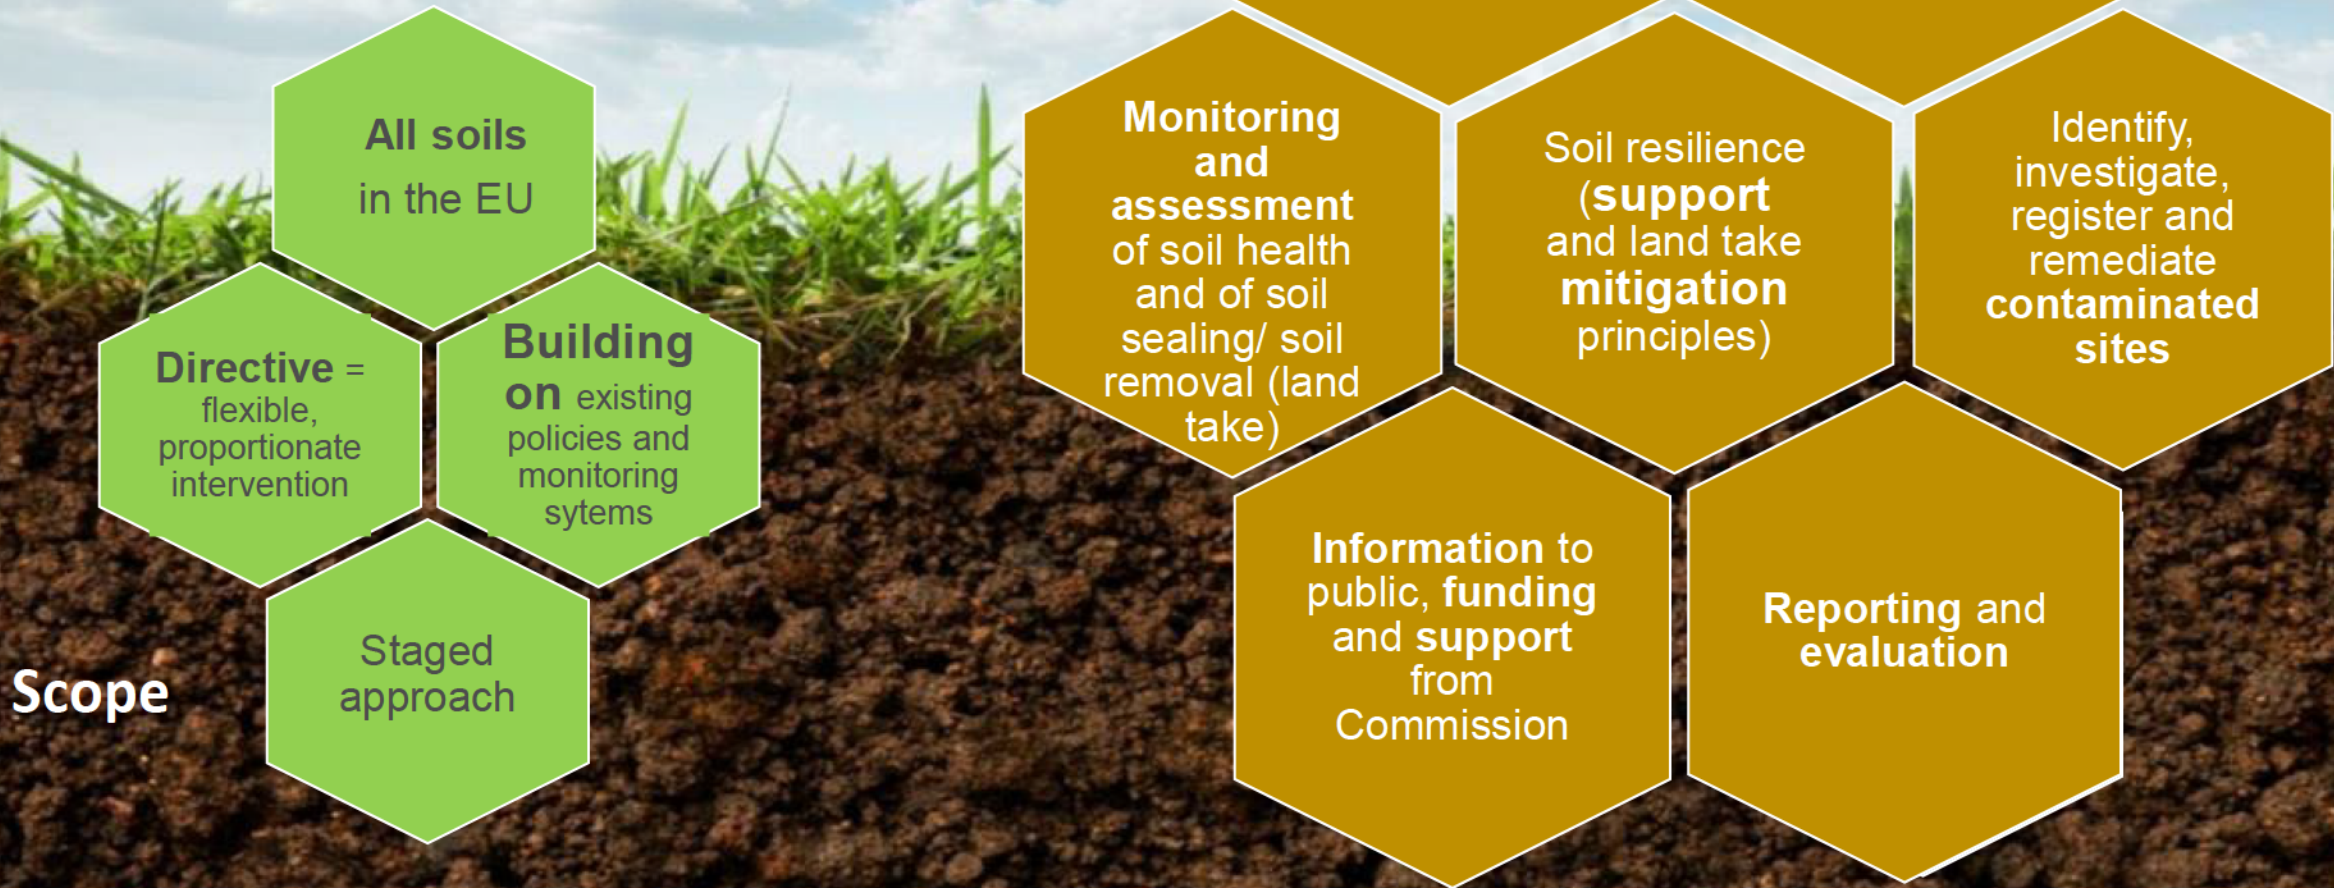 All soils
in the EU
Directive =
flexible,
proportionate
intervention
Building
on existing
policies and
monitoring
sytems
Staged
approach
Scope
Monitoring
and
assessment
of soil health
and of soil
sealing/ soil
removal (land
take)
Soil resilience
(support
and land take
mitigation
principles)
Identify,
investigate,
register and
remediate
contaminated
sites
Information to
public, funding
and support
from
Commission
Reporting and
evaluation